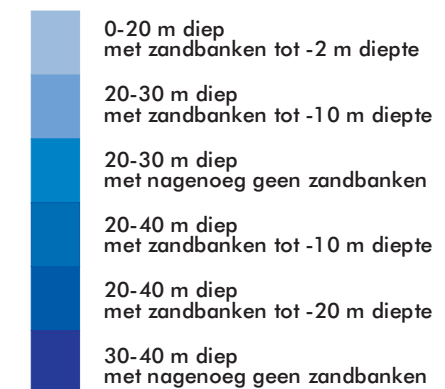 0-20 m diep
met zandbanken tot -2 m diepte
20-30 m diep
met zandbanken tot -10 m diepte
20-30 m diep
met nagenoeg geen zandbanken
20-40 m diep
met zandbanken tot -10 m diepte
20-40 m diep
met zandbanken tot -20 m diepte
30-40 m diep
met nagenoeg geen zandbanken